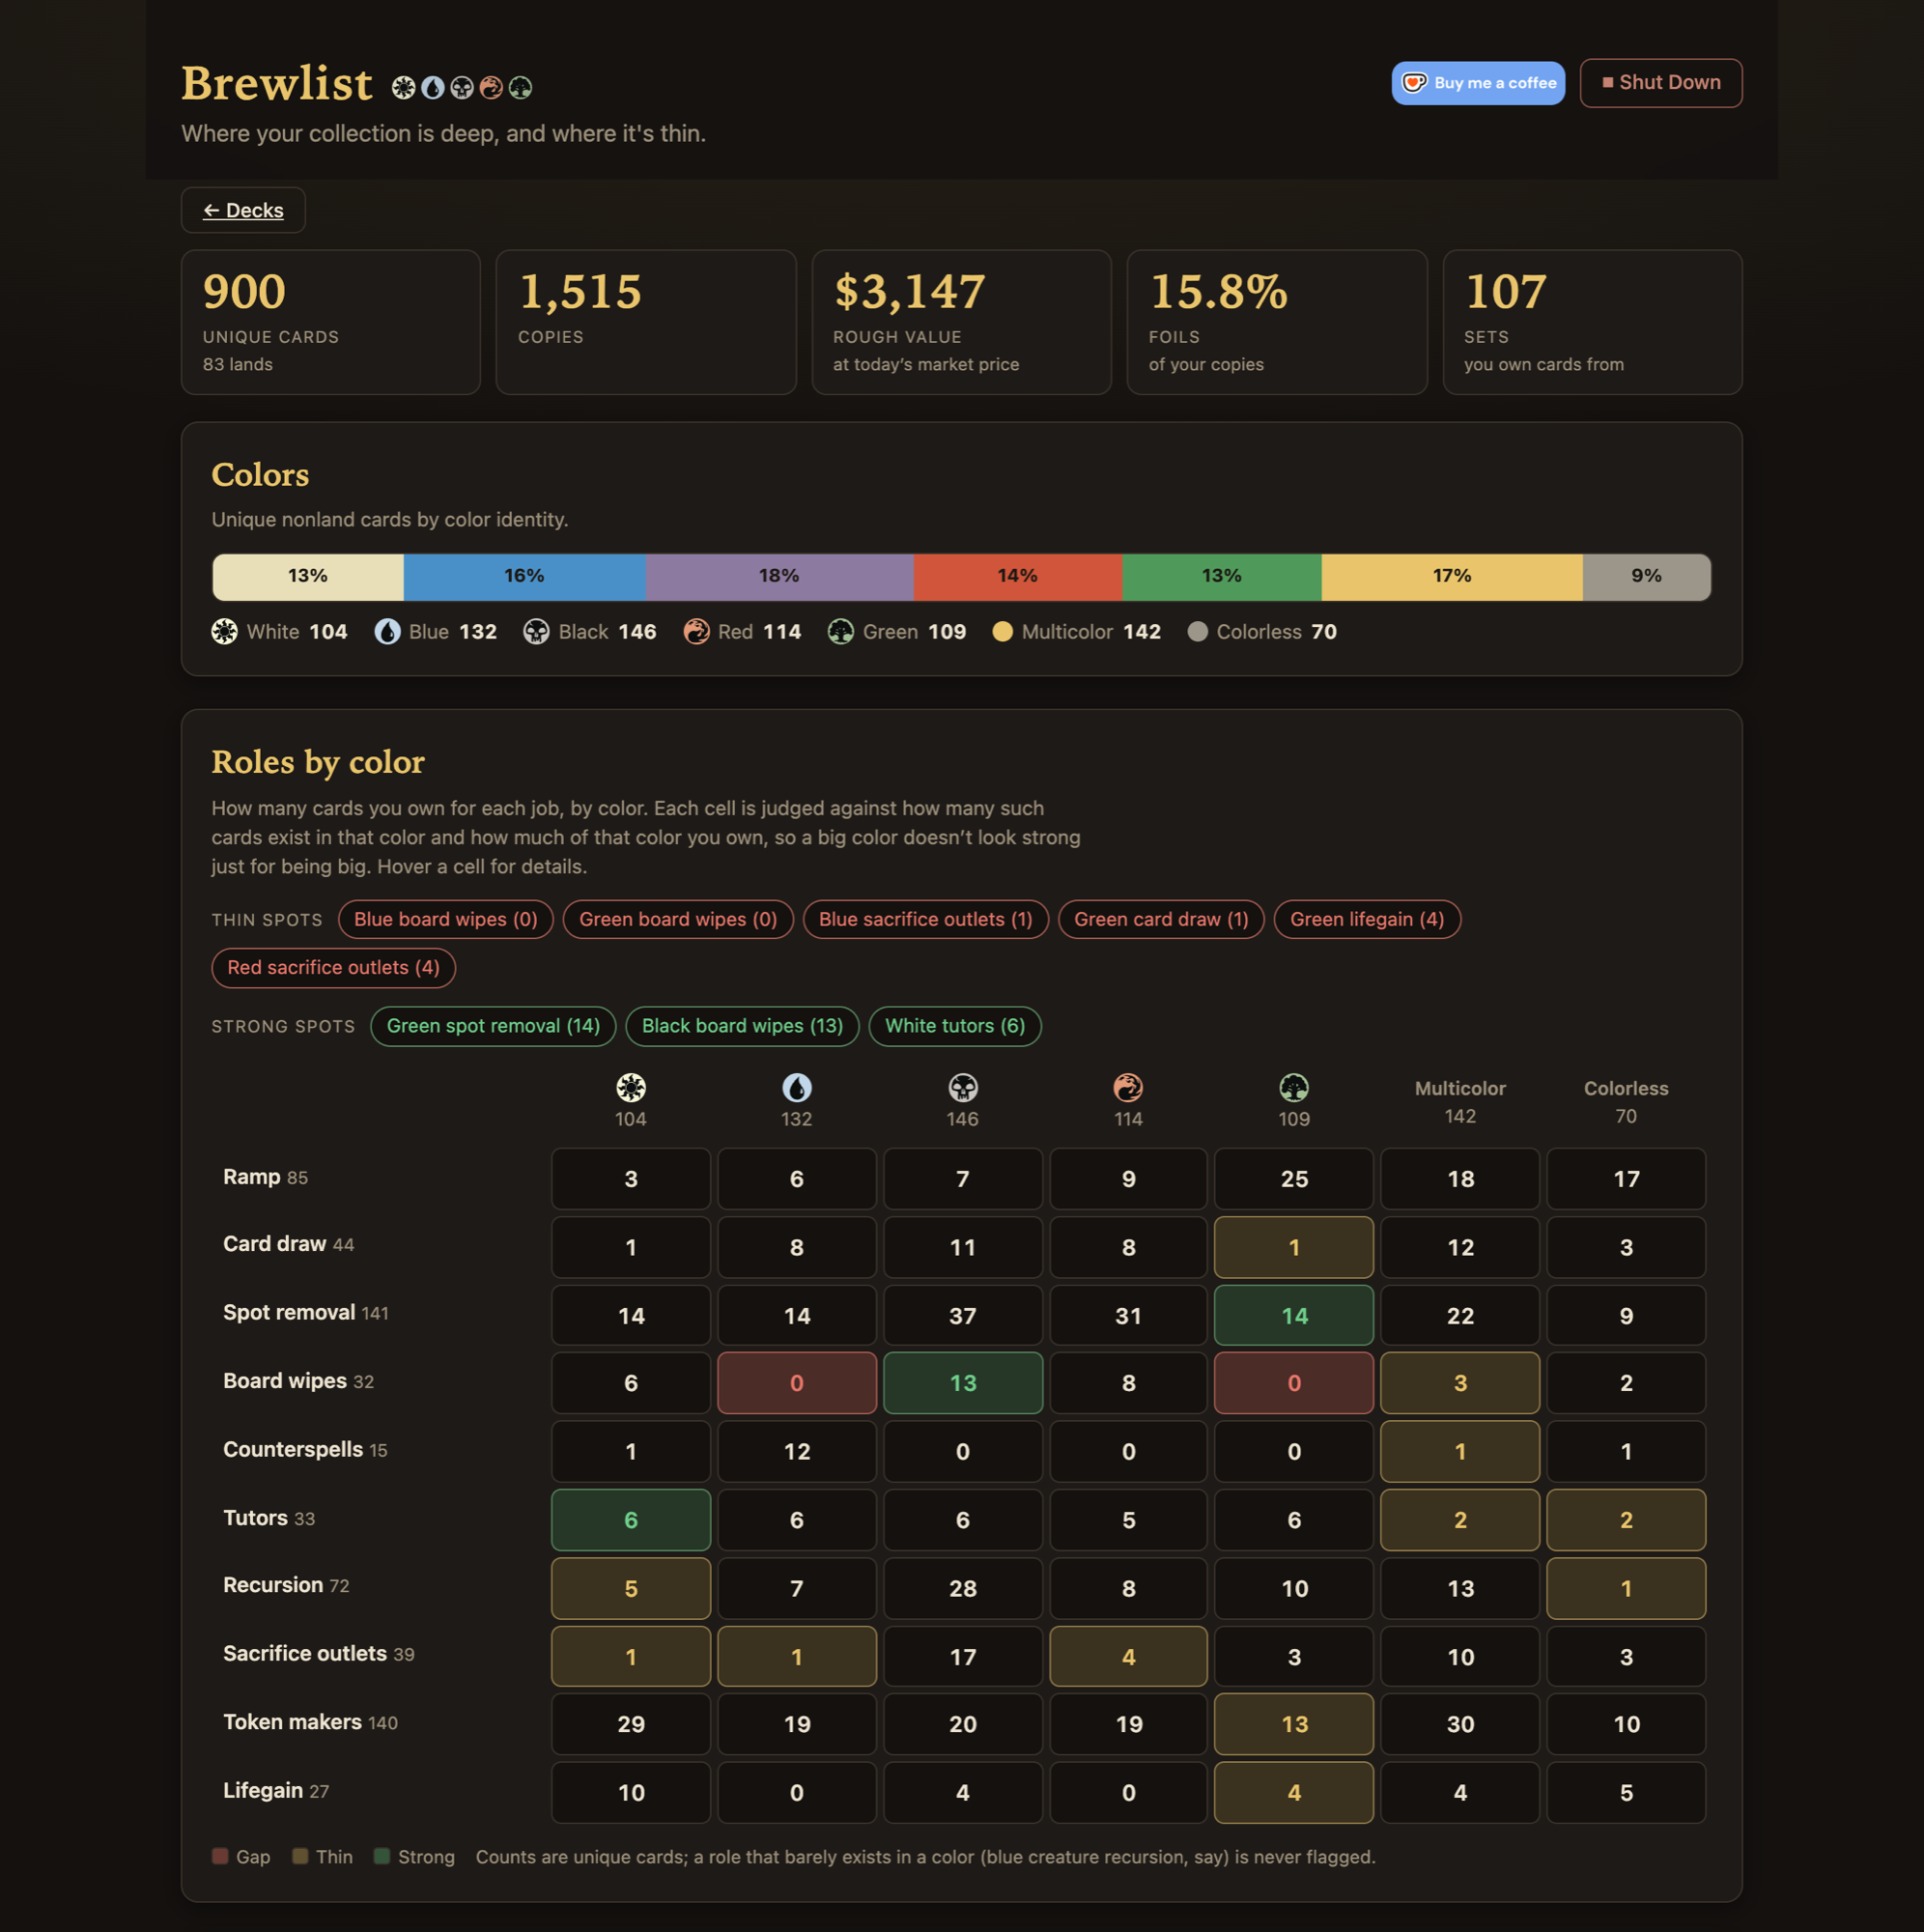 Brewlist
Buy me a coffee
Shut Down
Where your collection is deep, and where it's thin.
← Decks
900
UNIQUE CARDS
83 lands
1,515
COPIES
$3,147
ROUGH VALUE
at today’s market price
15.8%
FOILS
of your copies
107
SETS
you own cards from
Colors
Unique nonland cards by color identity.
13% 16% 18% 14% 13% 17% 9%
White 104 Blue 132 Black 146 Red 114 Green 109 Multicolor 142 Colorless 70
Roles by color
How many cards you own for each job, by color. Each cell is judged against how many such
cards exist in that color and how much of that color you own, so a big color doesn’t look strong
just for being big. Hover a cell for details.
THIN SPOTS Blue board wipes (0) Green board wipes (0) Blue sacrifice outlets (1) Green card draw (1) Green lifegain (4)
Red sacrifice outlets (4)
STRONG SPOTS Green spot removal (14) Black board wipes (13) White tutors (6)
Multicolor Colorless
104 132 146 114 109 142 70
Ramp 85 3 6 7 9 25 18 17
Card draw 44 1 8 11 8 1 12 3
Spot removal 141 14 14 37 31 14 22 9
Board wipes 32 6 0 13 8 0 3 2
Counterspells 15 1 12 0 0 0 1 1
Tutors 33 6 6 6 5 6 2 2
Recursion 72 5 7 28 8 10 13 1
Sacrifice outlets 39 1 1 17 4 3 10 3
Token makers 140 29 19 20 19 13 30 10
Lifegain 27 10 0 4 0 4 4 5
Gap Thin Strong Counts are unique cards; a role that barely exists in a color (blue creature recursion, say) is never flagged.